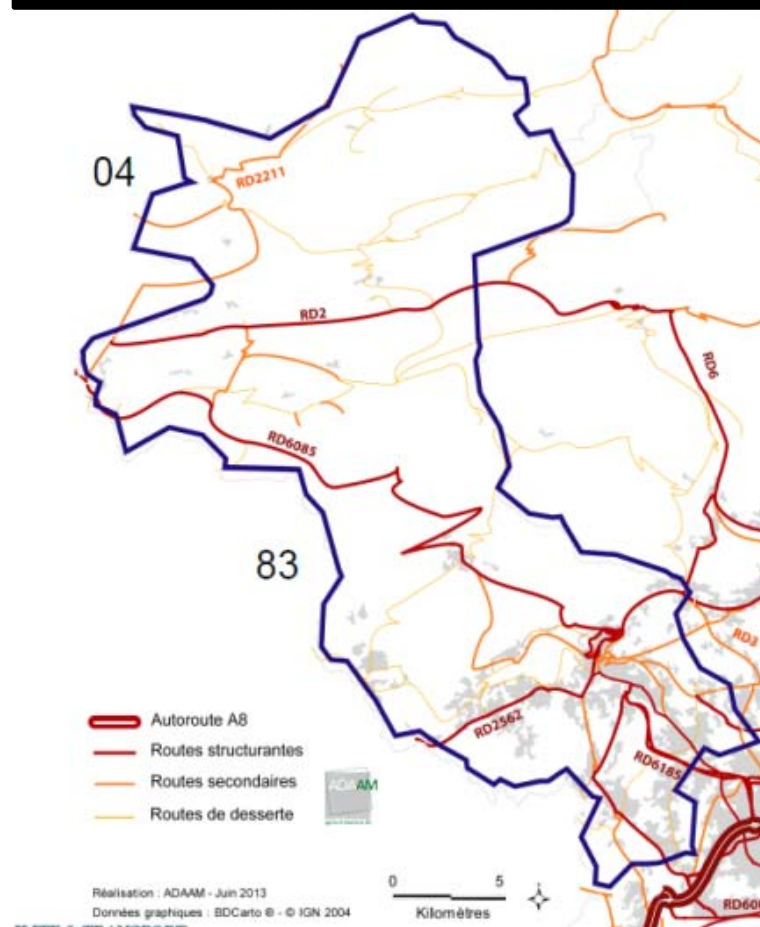 04
RD2211
RD2
RD6
RD6085
83
RD3
RD2562
RD6185
Autoroute A8
Routes structurantes
Routes secondaires
Routes de desserte
ADAAM
0 5
Kilomètres
Réalisation : ADAAM - Juin 2013
Données graphiques : BDCarto ® - © IGN 2004